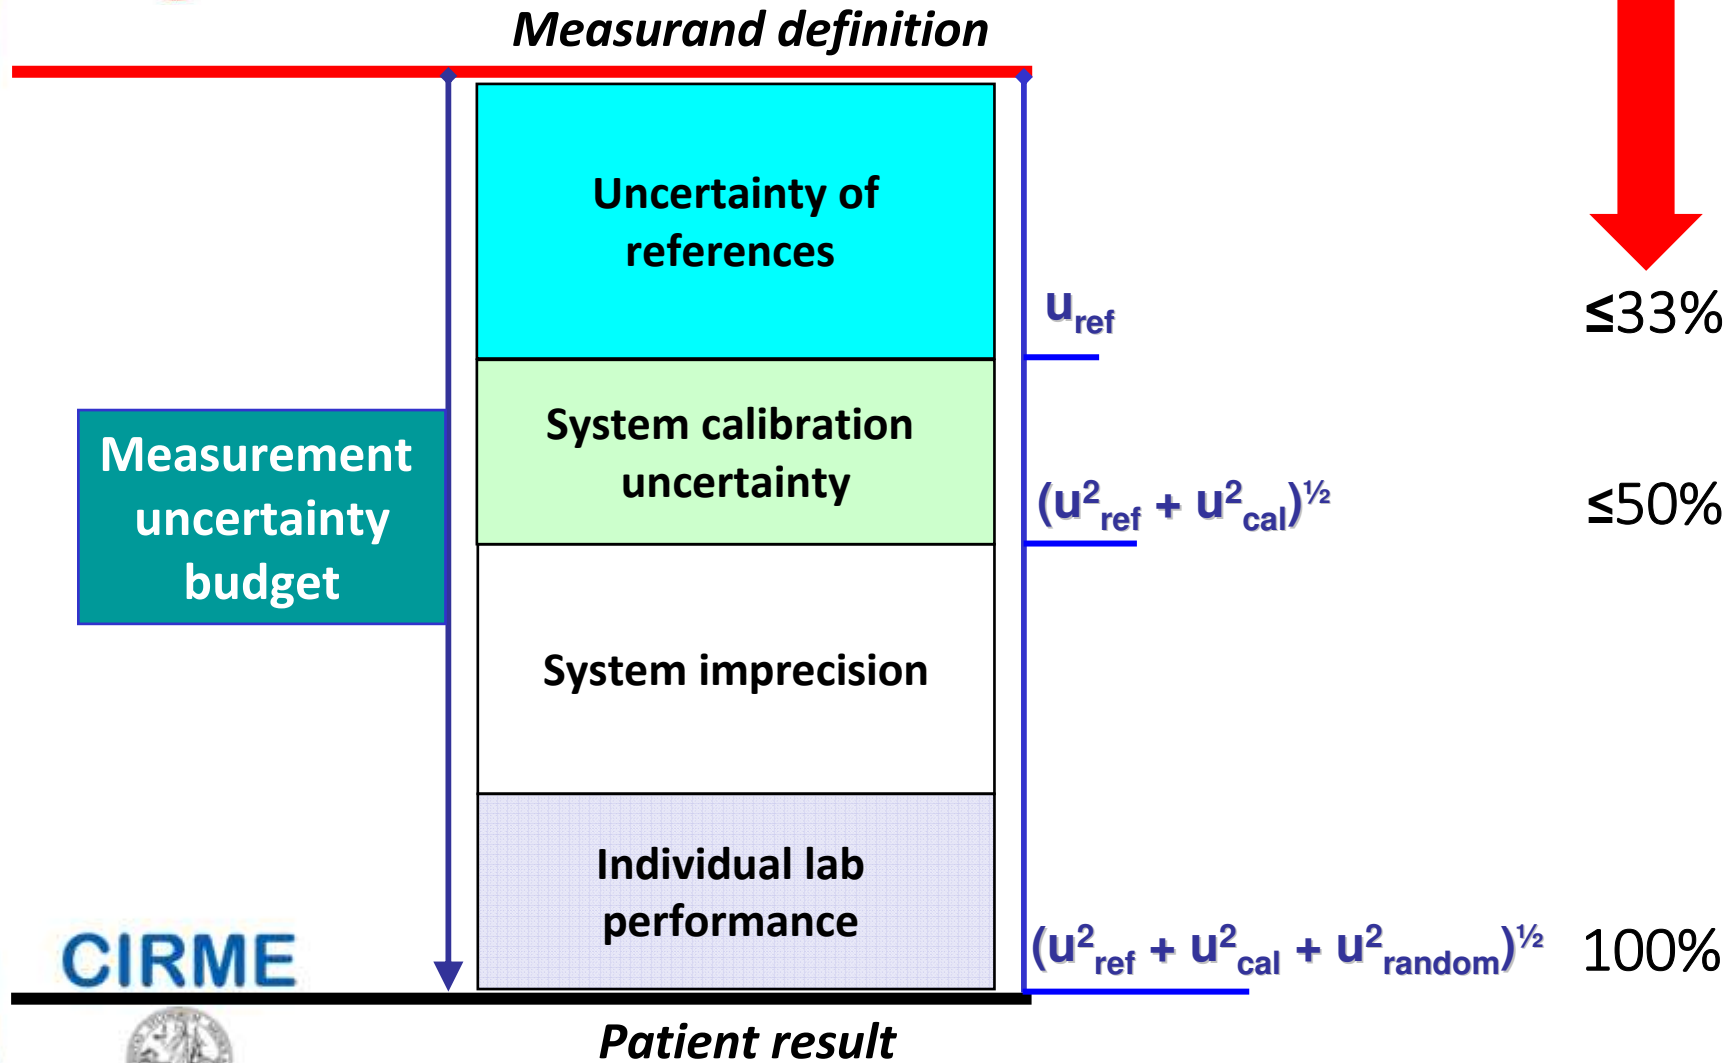 Measurand definition
Uncertainty of
references
u_ref
≤33%
System calibration
uncertainty
Measurement
uncertainty
budget
(u²_ref + u²_cal)^½
≤50%
System imprecision
Individual lab
performance
(u²_ref + u²_cal + u²_random)^½
100%
CIRME
Patient result